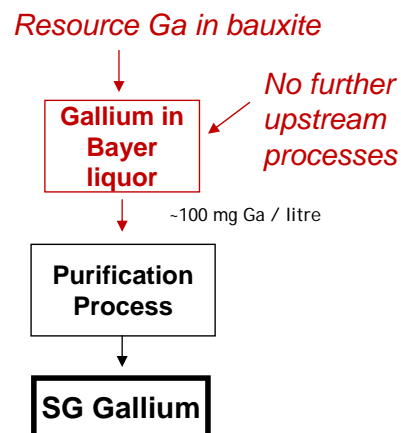 Resource Ga in bauxite
No further
upstream
processes
Gallium in
Bayer
liquor
~100 mg Ga / litre
Purification
Process
SG Gallium